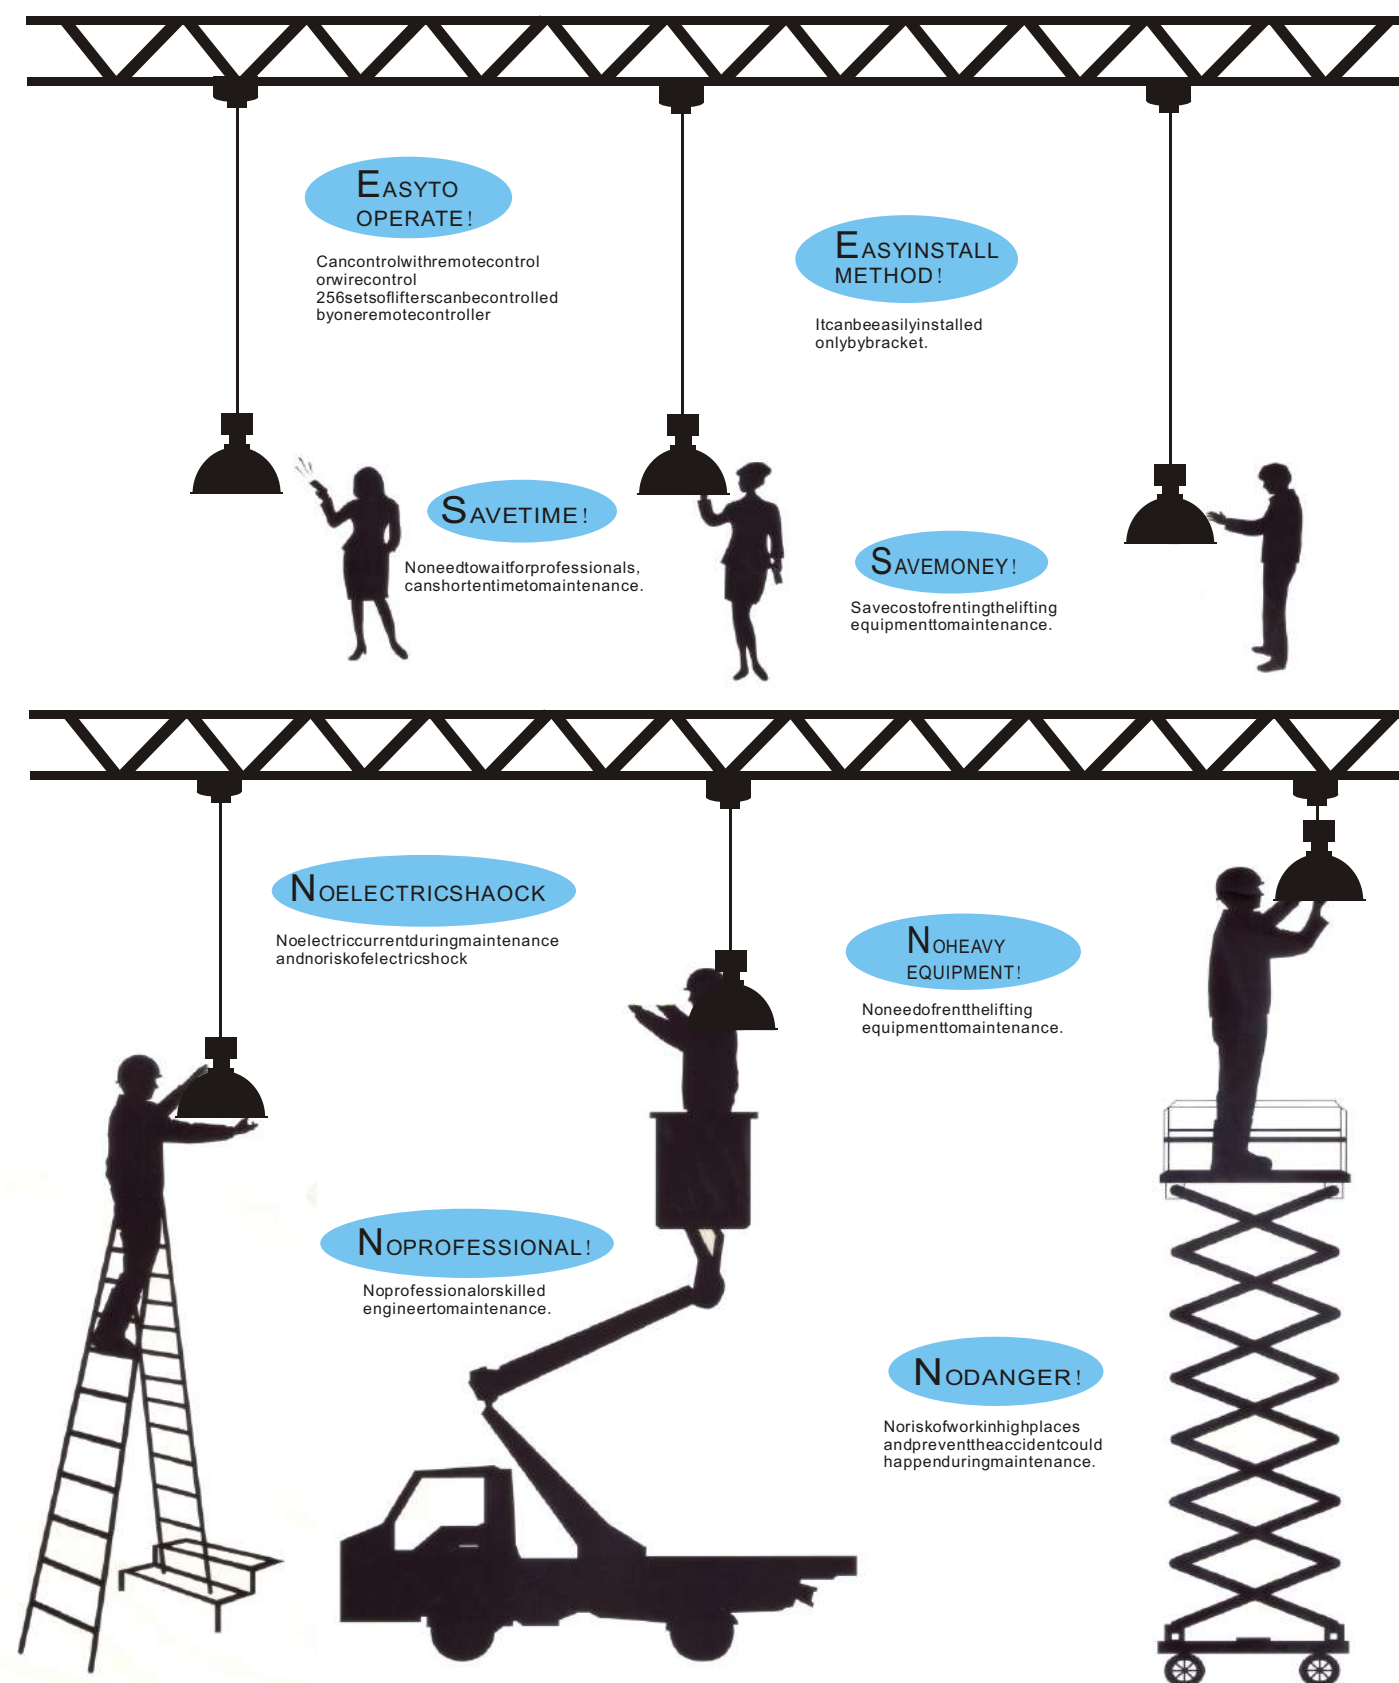 EASYTO
OPERATE!
Cancontrolwithremotecontrol
orwirecontrol
256setsoflifterscanbecontrolled
byoneremotecontroller
EASYINSTALL
METHOD!
Itcanbeeasilyinstalled
onlybybracket.
SAVETIME!
Noneedtowaitforprofessionals,
canshortentimetomaintenance.
SAVEMONEY!
Savecostofrentingthelifting
equipmenttomaintenance.
NOELECTRICSHAOCK
Noelectriccurrentduringmaintenance
andnoriskofelectricshock
NOHEAVY
EQUIPMENT!
Noneedofrentthelifting
equipmenttomaintenance.
NOPROFESSIONAL!
Noprofessionalorskilled
engineertomaintenance.
NODANGER!
Noriskofworkinhighplaces
andpreventtheaccidentcould
happenduringmaintenance.